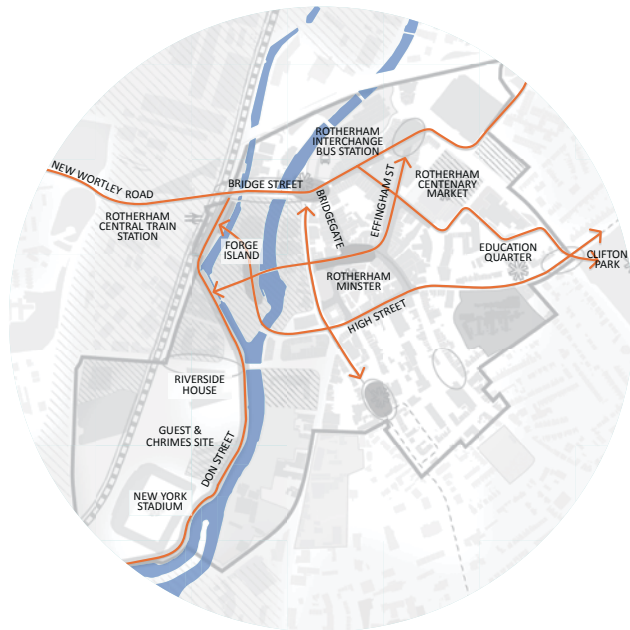 ROTHERHAM
INTERCHANGE
BUS STATION
NEW WORTLEY ROAD
BRIDGE STREET
ROTHERHAM
CENTENARY
MARKET
BRIDGEGATE
EFFINGHAM ST
ROTHERHAM
CENTRAL TRAIN
STATION
FORGE
ISLAND
EDUCATION
QUARTER
CLIFTON
PARK
ROTHERHAM
MINSTER
HIGH STREET
RIVERSIDE
HOUSE
GUEST &
CHRIMES SITE
DON STREET
NEW YORK
STADIUM